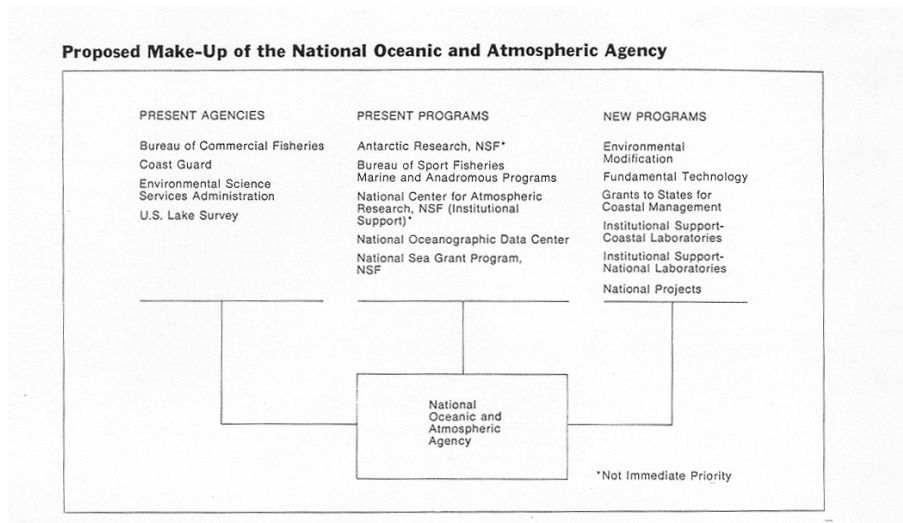 Proposed Make-Up of the National Oceanic and Atmospheric Agency
PRESENT AGENCIES
Bureau of Commercial Fisheries
Coast Guard
Environmental Science
Services Administration
U.S. Lake Survey
PRESENT PROGRAMS
Antarctic Research, NSF*
Bureau of Sport Fisheries
Marine and Anadromous Programs
National Center for Atmospheric
Research, NSF (Institutional
Support)*
National Oceanographic Data Center
National Sea Grant Program,
NSF
NEW PROGRAMS
Environmental
Modification
Fundamental Technology
Grants to States for
Coastal Management
Institutional Support-
Coastal Laboratories
Institutional Support-
National Laboratories
National Projects
National
Oceanic and
Atmospheric
Agency
*Not Immediate Priority